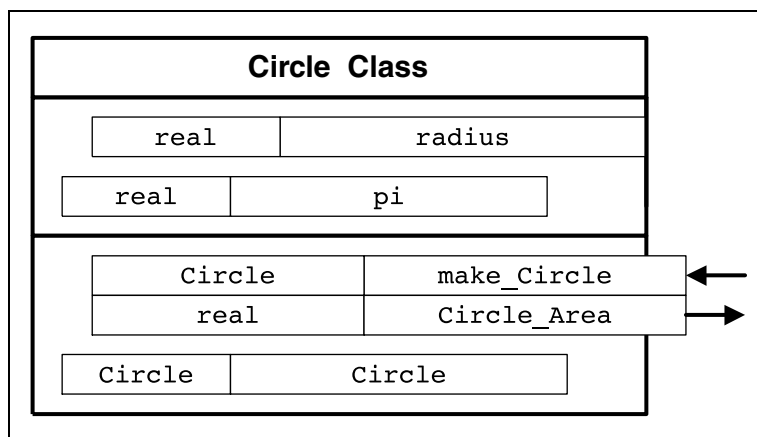 Circle Class
real radius
real pi
Circle make_Circle
real Circle_Area
Circle Circle